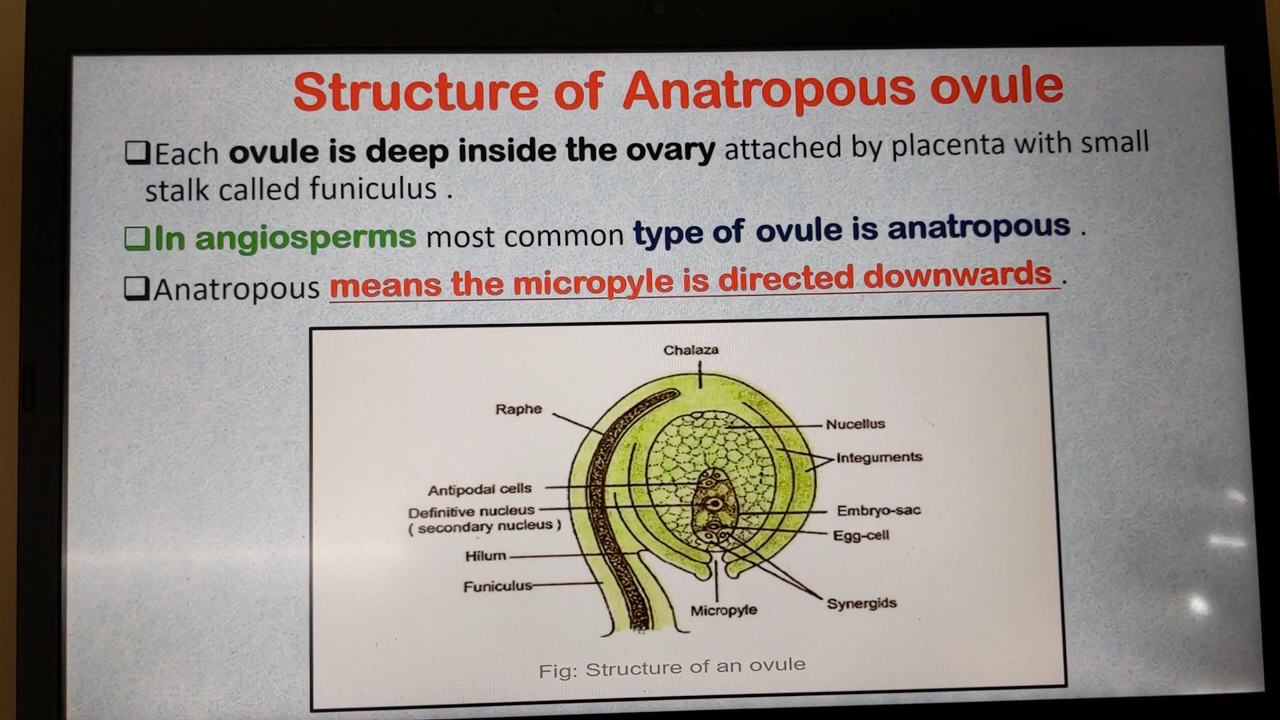 Structure of Anatropous ovule
❑Each ovule is deep inside the ovary attached by placenta with small
stalk called funiculus .
❑In angiosperms most common type of ovule is anatropous .
❑Anatropous means the micropyle is directed downwards .
Chalaza
Raphe
Nucellus
Integuments
Antipodal cells
Definitive nucleus
( secondary nucleus )
Embryo-sac
Egg-cell
Hilum
Funiculus
Micropyte
Synergids
Fig: Structure of an ovule